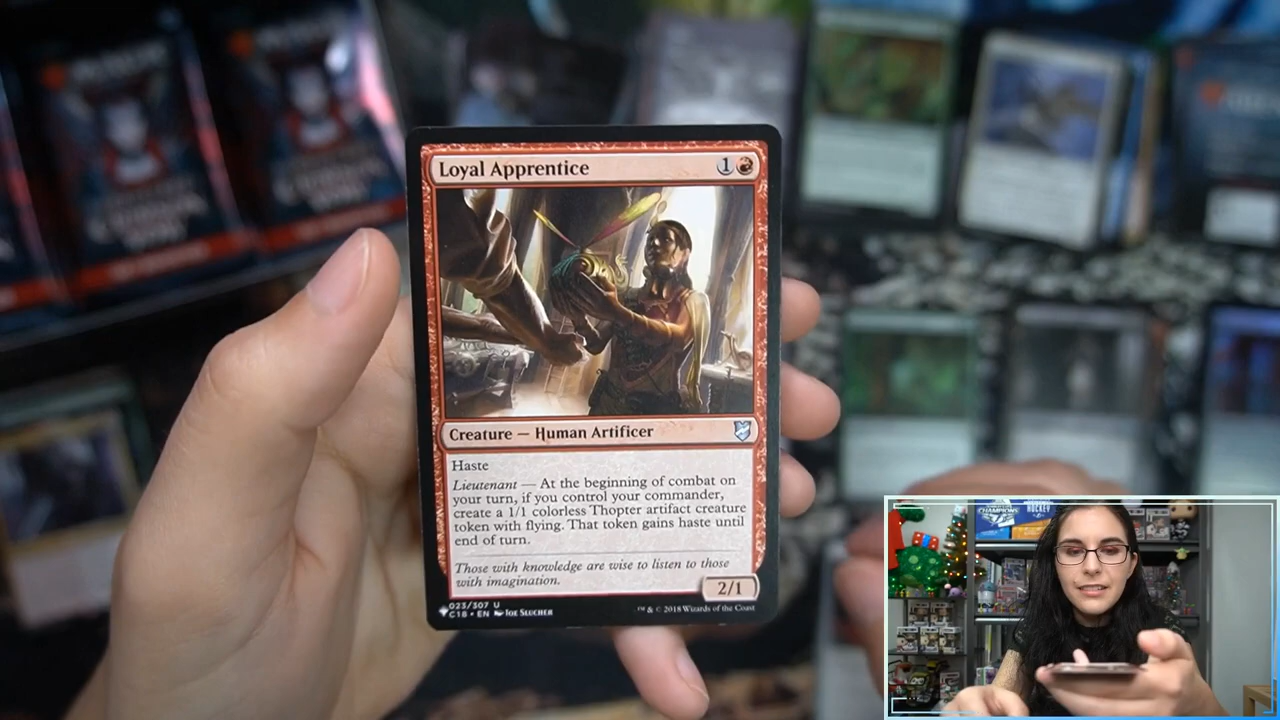 Loyal Apprentice 1
Creature — Human Artificer
Haste
Lieutenant — At the beginning of combat on
your turn, if you control your commander,
create a 1/1 colorless Thopter artifact creature
token with flying. That token gains haste until
end of turn.
Those with knowledge are wise to listen to those
with imagination.
2/1
023/307 U
C18 • EN Joe Slucher
™ & © 2018 Wizards of the Coast
CHAMPIONS
HOCKEY